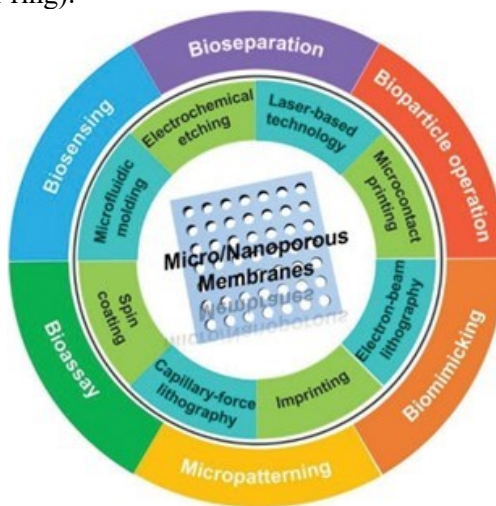 ring).
Bioseparation
Bioparticle operation
Biomimicking
Micropatterning
Bioassay
Biosensing
Electrochemical
etching
Laser-based
technology
Microcontact
printing
Electron-beam
lithography
Imprinting
Capillary-force
lithography
Spin
coating
Microfluidic
molding
Micro/Nanoporous
Membranes